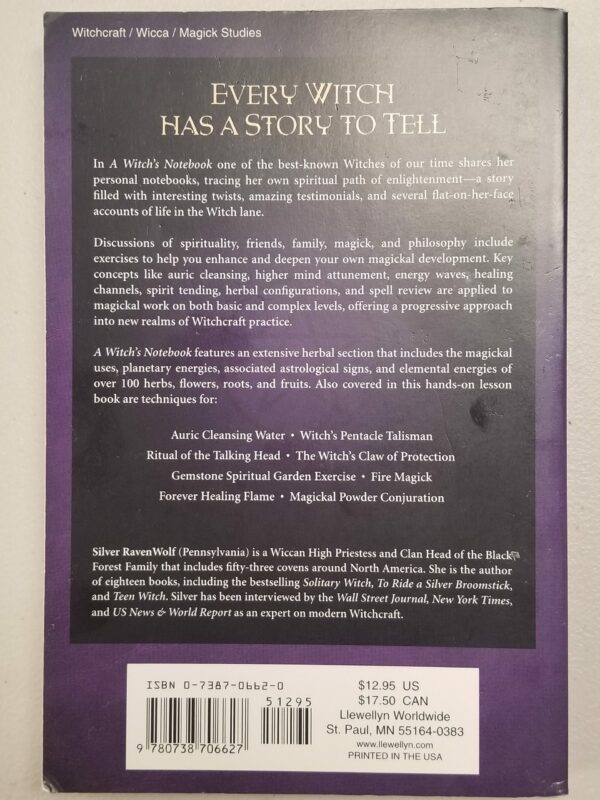 Witchcraft / Wicca / Magick Studies
EVERY WITCH
HAS A STORY TO TELL
In A Witch's Notebook one of the best-known Witches of our time shares her
personal notebooks, tracing her own spiritual path of enlightenment—a story
filled with interesting twists, amazing testimonials, and several flat-on-her-face
accounts of life in the Witch lane.
Discussions of spirituality, friends, family, magick, and philosophy include
exercises to help you enhance and deepen your own magickal development. Key
concepts like auric cleansing, higher mind attunement, energy waves, healing
channels, spirit tending, herbal configurations, and spell review are applied to
magickal work on both basic and complex levels, offering a progressive approach
into new realms of Witchcraft practice.
A Witch's Notebook features an extensive herbal section that includes the magickal
uses, planetary energies, associated astrological signs, and elemental energies of
over 100 herbs, flowers, roots, and fruits. Also covered in this hands-on lesson
book are techniques for:
Auric Cleansing Water • Witch's Pentacle Talisman
Ritual of the Talking Head • The Witch's Claw of Protection
Gemstone Spiritual Garden Exercise • Fire Magick
Forever Healing Flame • Magickal Powder Conjuration
Silver RavenWolf (Pennsylvania) is a Wiccan High Priestess and Clan Head of the Black
Forest Family that includes fifty-three covens around North America. She is the author
of eighteen books, including the bestselling Solitary Witch, To Ride a Silver Broomstick,
and Teen Witch. Silver has been interviewed by the Wall Street Journal, New York Times,
and US News & World Report as an expert on modern Witchcraft.
ISBN 0-7387-0662-0
51295
9 780738 706627
$12.95 US
$17.50 CAN
Llewellyn Worldwide
St. Paul, MN 55164-0383
www.llewellyn.com
PRINTED IN THE USA